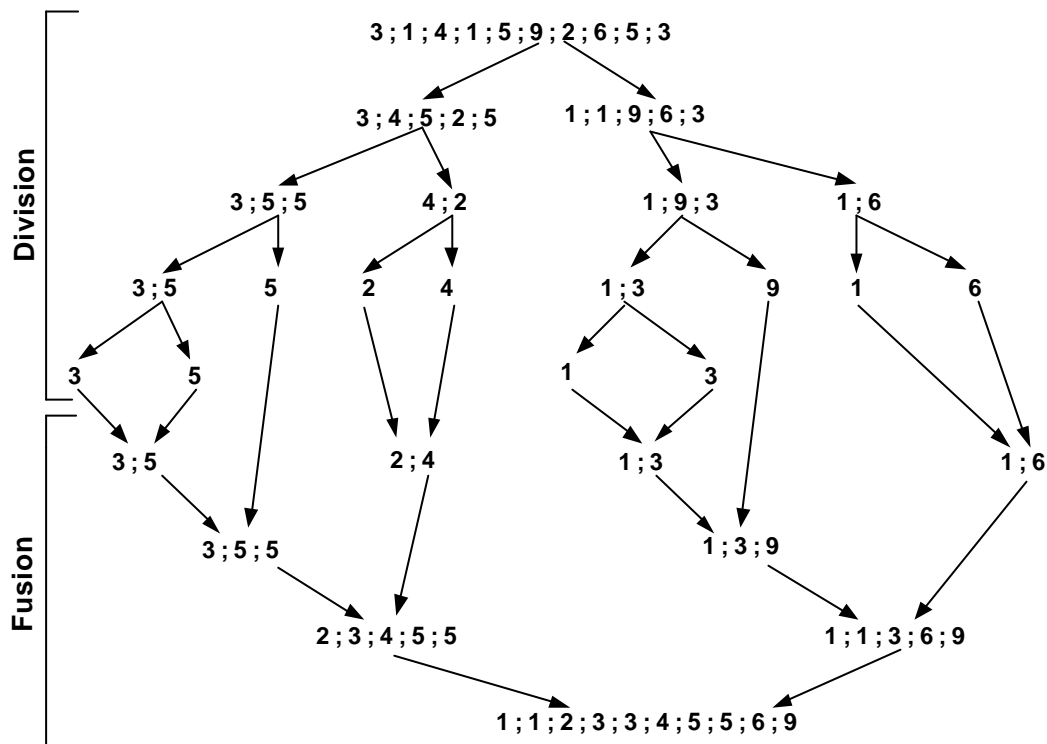 3 ; 1 ; 4 ; 1 ; 5 ; 9 ; 2 ; 6 ; 5 ; 3
3 ; 4 ; 5 ; 2 ; 5
1 ; 1 ; 9 ; 6 ; 3
Division
3 ; 5 ; 5
4 ; 2
1 ; 9 ; 3
1 ; 6
3 ; 5
5
2
4
1 ; 3
9
1
6
3
5
1
3
Fusion
3 ; 5
2 ; 4
1 ; 3
1 ; 6
3 ; 5 ; 5
1 ; 3 ; 9
2 ; 3 ; 4 ; 5 ; 5
1 ; 1 ; 3 ; 6 ; 9
1 ; 1 ; 2 ; 3 ; 3 ; 4 ; 5 ; 5 ; 6 ; 9